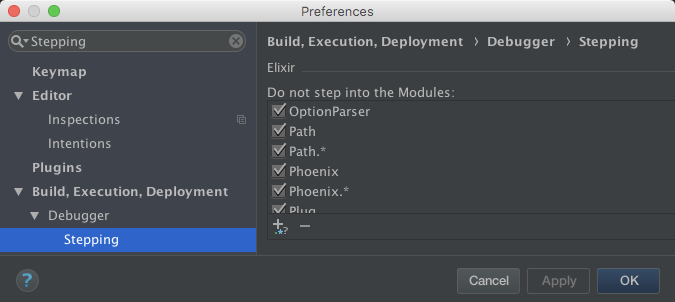 Preferences
Stepping
Keymap
Editor
Inspections
Intentions
Plugins
Build, Execution, Deployment
Debugger
Stepping
Build, Execution, Deployment › Debugger › Stepping
Elixir
Do not step into the Modules:
OptionParser
Path
Path.*
Phoenix
Phoenix.*
Plug
+ −
.*?
?
Cancel
Apply
OK